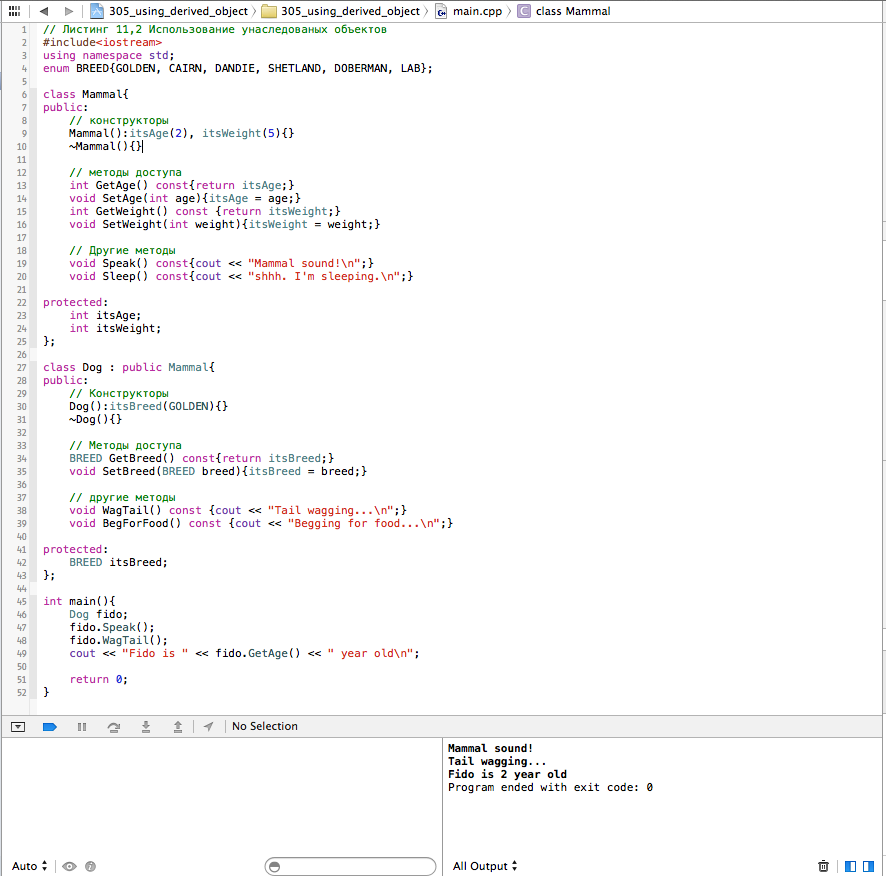 305_using_derived_object 305_using_derived_object main.cpp C class Mammal
1 // Листинг 11,2 Использование унаследованых объектов
2 #include<iostream>
3 using namespace std;
4 enum BREED{GOLDEN, CAIRN, DANDIE, SHETLAND, DOBERMAN, LAB};
5
6 class Mammal{
7 public:
8 // конструкторы
9 Mammal():itsAge(2), itsWeight(5){}
10 ~Mammal(){}
11
12 // методы доступа
13 int GetAge() const{return itsAge;}
14 void SetAge(int age){itsAge = age;}
15 int GetWeight() const {return itsWeight;}
16 void SetWeight(int weight){itsWeight = weight;}
17
18 // Другие методы
19 void Speak() const{cout << "Mammal sound!\n";}
20 void Sleep() const{cout << "shhh. I'm sleeping.\n";}
21
22 protected:
23 int itsAge;
24 int itsWeight;
25 };
26
27 class Dog : public Mammal{
28 public:
29 // Конструкторы
30 Dog():itsBreed(GOLDEN){}
31 ~Dog(){}
32
33 // Методы доступа
34 BREED GetBreed() const{return itsBreed;}
35 void SetBreed(BREED breed){itsBreed = breed;}
36
37 // другие методы
38 void WagTail() const {cout << "Tail wagging...\n";}
39 void BegForFood() const {cout << "Begging for food...\n";}
40
41 protected:
42 BREED itsBreed;
43 };
44
45 int main(){
46 Dog fido;
47 fido.Speak();
48 fido.WagTail();
49 cout << "Fido is " << fido.GetAge() << " year old\n";
50
51 return 0;
52 }
No Selection
Mammal sound!
Tail wagging...
Fido is 2 year old
Program ended with exit code: 0
Auto
All Output